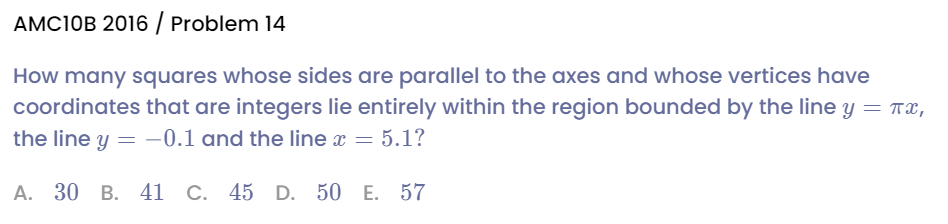 AMC10B 2016 / Problem 14
How many squares whose sides are parallel to the axes and whose vertices have
coordinates that are integers lie entirely within the region bounded by the line y = πx,
the line y = −0.1 and the line x = 5.1?
A. 30 B. 41 C. 45 D. 50 E. 57